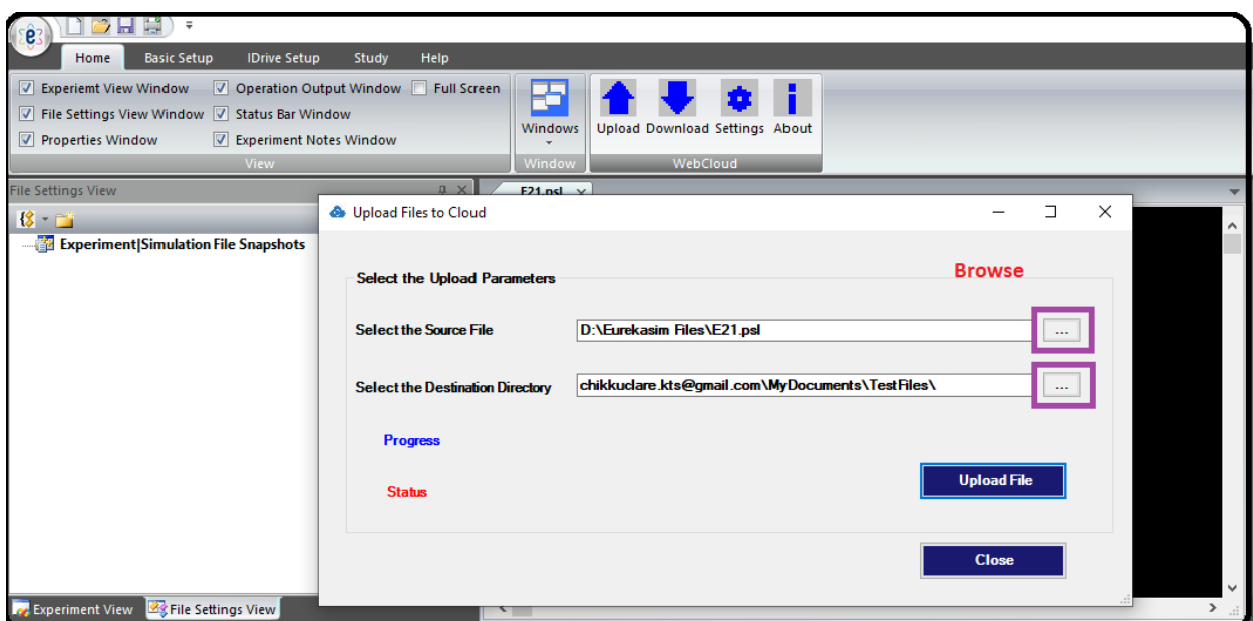 Home Basic Setup IDrive Setup Study Help
Experiemt View Window Operation Output Window Full Screen
File Settings View Window Status Bar Window
Properties Window Experiment Notes Window
Windows Upload Download Settings About
View Window WebCloud
File Settings View
E21.psl
Upload Files to Cloud
Experiment|Simulation File Snapshots
Browse
Select the Upload Parameters
Select the Source File D:\Eurekasim Files\E21.psl ...
Select the Destination Directory chikkuclare.kts@gmail.com\MyDocuments\TestFiles\ ...
Progress
Upload File
Status
Close
Experiment View File Settings View